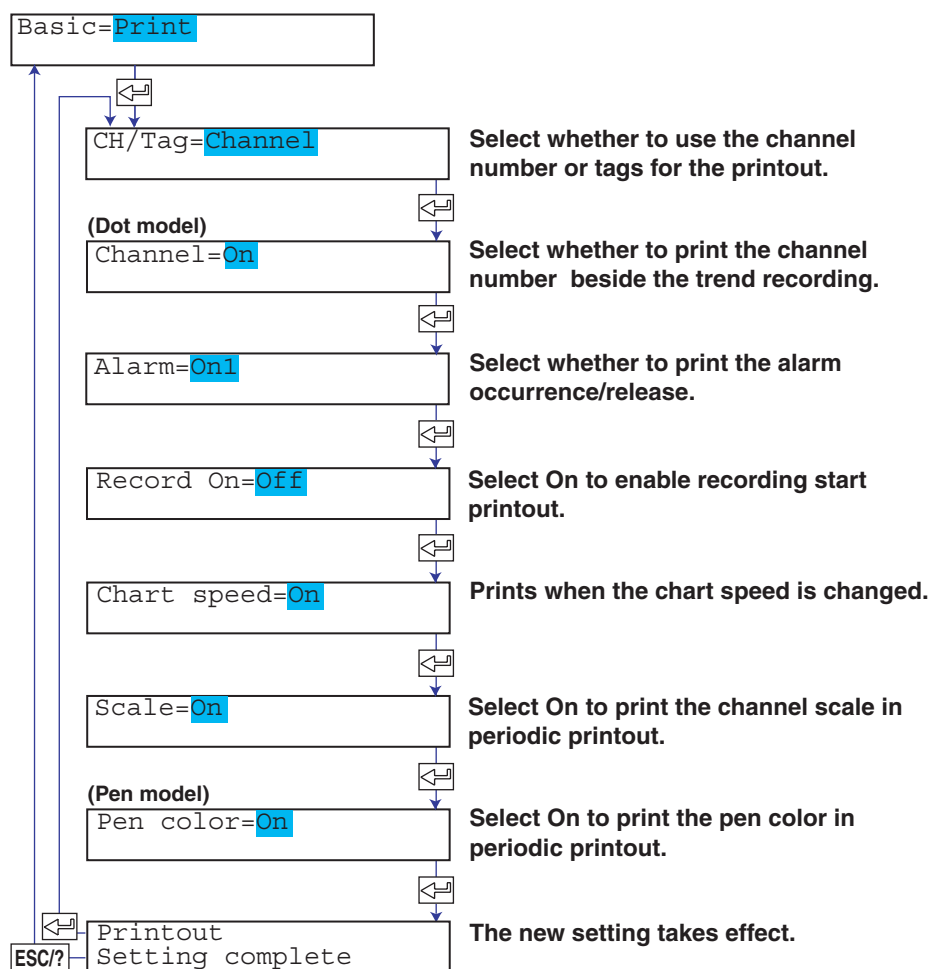 Basic=Print
CH/Tag=Channel
Select whether to use the channel
number or tags for the printout.
(Dot model)
Channel=On
Select whether to print the channel
number beside the trend recording.
Alarm=On1
Select whether to print the alarm
occurrence/release.
Record On=Off
Select On to enable recording start
printout.
Chart speed=On
Prints when the chart speed is changed.
Scale=On
Select On to print the channel scale in
periodic printout.
(Pen model)
Pen color=On
Select On to print the pen color in
periodic printout.
Printout
Setting complete
The new setting takes effect.
ESC/?